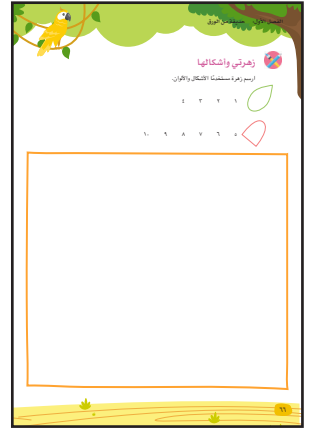 زهرتي وأشكالها
ارسم زهرة مستخدمًا الأشكال والألوان.
١ ٢ ٣ ٤
٥ ٦ ٧ ٨ ٩ ١٠
٦٦